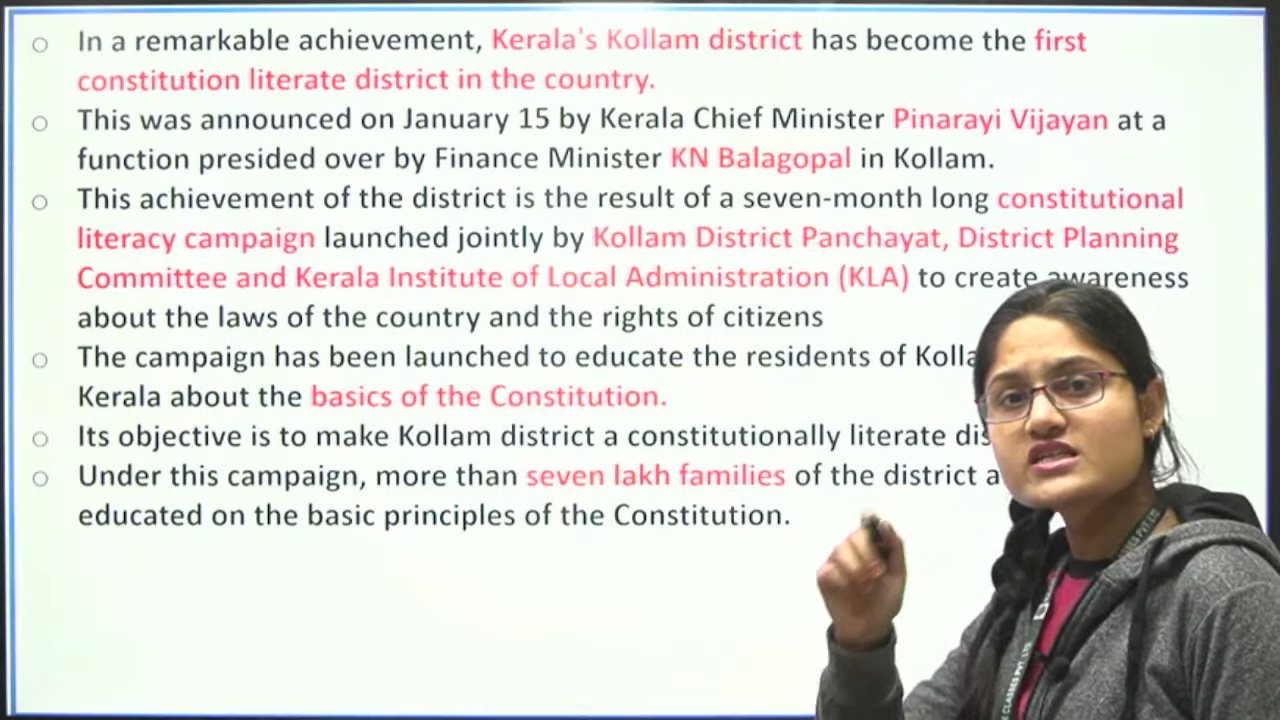 ○ In a remarkable achievement, Kerala's Kollam district has become the first
constitution literate district in the country.
○ This was announced on January 15 by Kerala Chief Minister Pinarayi Vijayan at a
function presided over by Finance Minister KN Balagopal in Kollam.
○ This achievement of the district is the result of a seven-month long constitutional
literacy campaign launched jointly by Kollam District Panchayat, District Planning
Committee and Kerala Institute of Local Administration (KLA) to create awareness
about the laws of the country and the rights of citizens
○ The campaign has been launched to educate the residents of Kolla
Kerala about the basics of the Constitution.
○ Its objective is to make Kollam district a constitutionally literate dis
○ Under this campaign, more than seven lakh families of the district a
educated on the basic principles of the Constitution.
CLASSES PVT LTD
CLASSES PVT. LTD